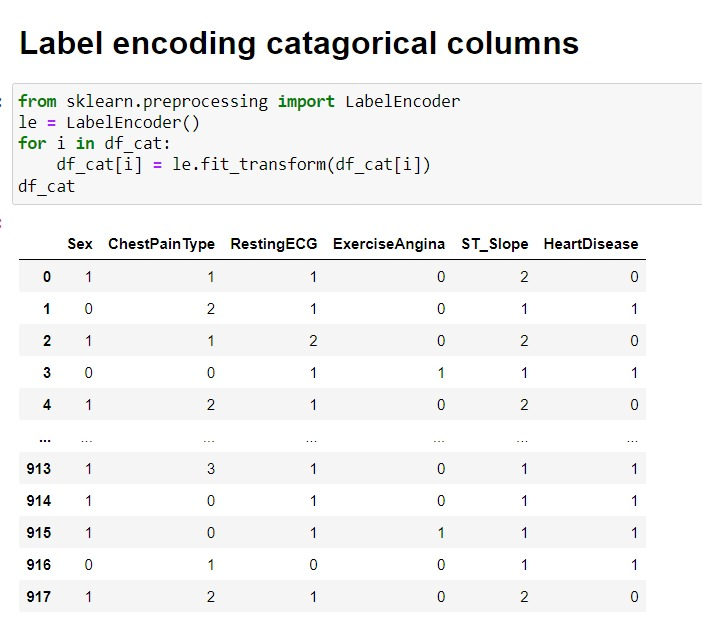 Label encoding catagorical columns
from sklearn.preprocessing import LabelEncoder
le = LabelEncoder()
for i in df_cat:
    df_cat[i] = le.fit_transform(df_cat[i])
df_cat
Sex ChestPainType RestingECG ExerciseAngina ST_Slope HeartDisease
0 1 1 1 0 2 0
1 0 2 1 0 1 1
2 1 1 2 0 2 0
3 0 0 1 1 1 1
4 1 2 1 0 2 0
... ... ... ... ... ... ...
913 1 3 1 0 1 1
914 1 0 1 0 1 1
915 1 0 1 1 1 1
916 0 1 0 0 1 1
917 1 2 1 0 2 0